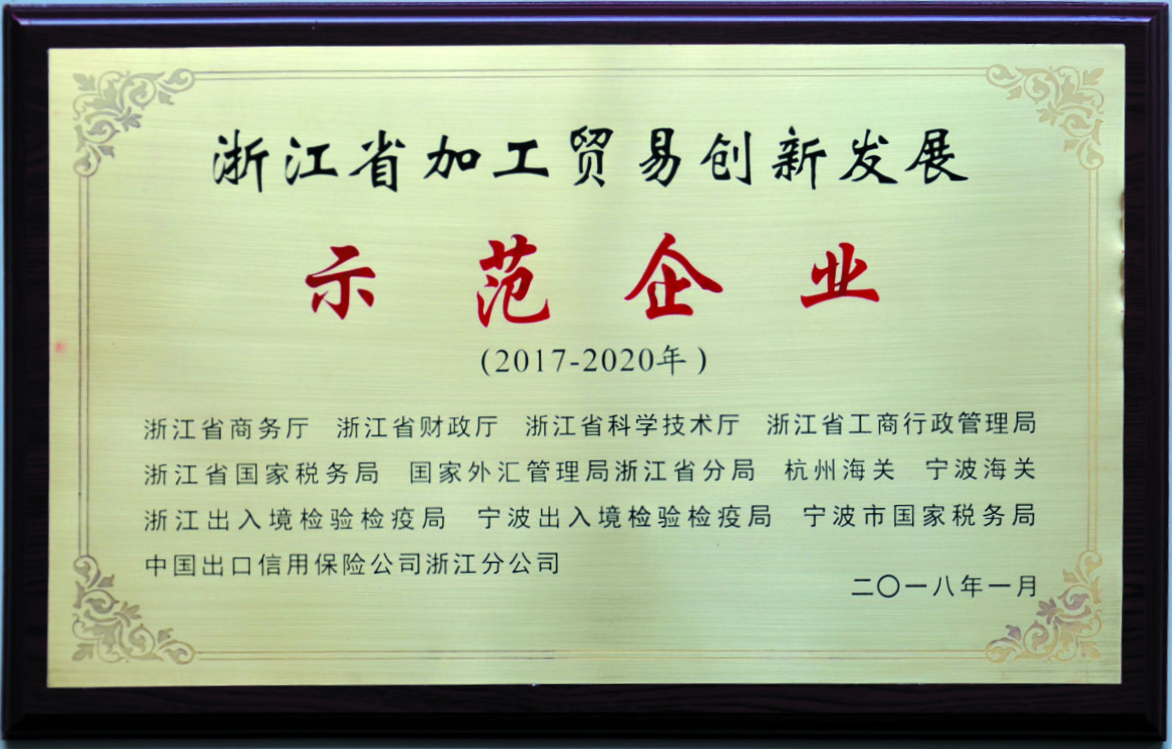 浙江省加工贸易创新发展
示范企业
(2017-2020年)
浙江省商务厅 浙江省财政厅 浙江省科学技术厅 浙江省工商行政管理局
浙江省国家税务局 国家外汇管理局浙江省分局 杭州海关 宁波海关
浙江出入境检验检疫局 宁波出入境检验检疫局 宁波市国家税务局
中国出口信用保险公司浙江分公司
二〇一八年一月